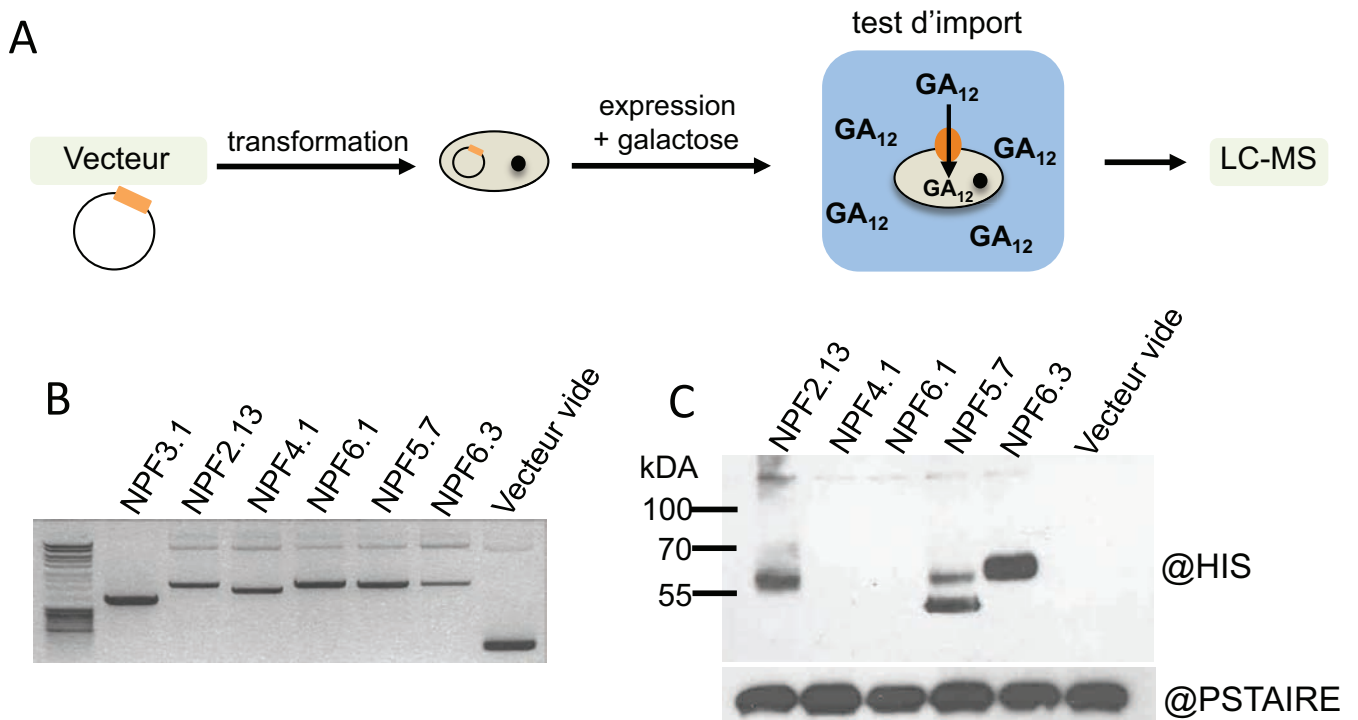 A
test d'import
Vecteur
transformation
expression
+ galactose
GA12
GA12
GA12
GA12
GA12
GA12
LC-MS
B
NPF3.1
NPF2.13
NPF4.1
NPF6.1
NPF5.7
NPF6.3
Vecteur vide
C
NPF2.13
NPF4.1
NPF6.1
NPF5.7
NPF6.3
Vecteur vide
kDA
100
70
55
@HIS
@PSTAIRE